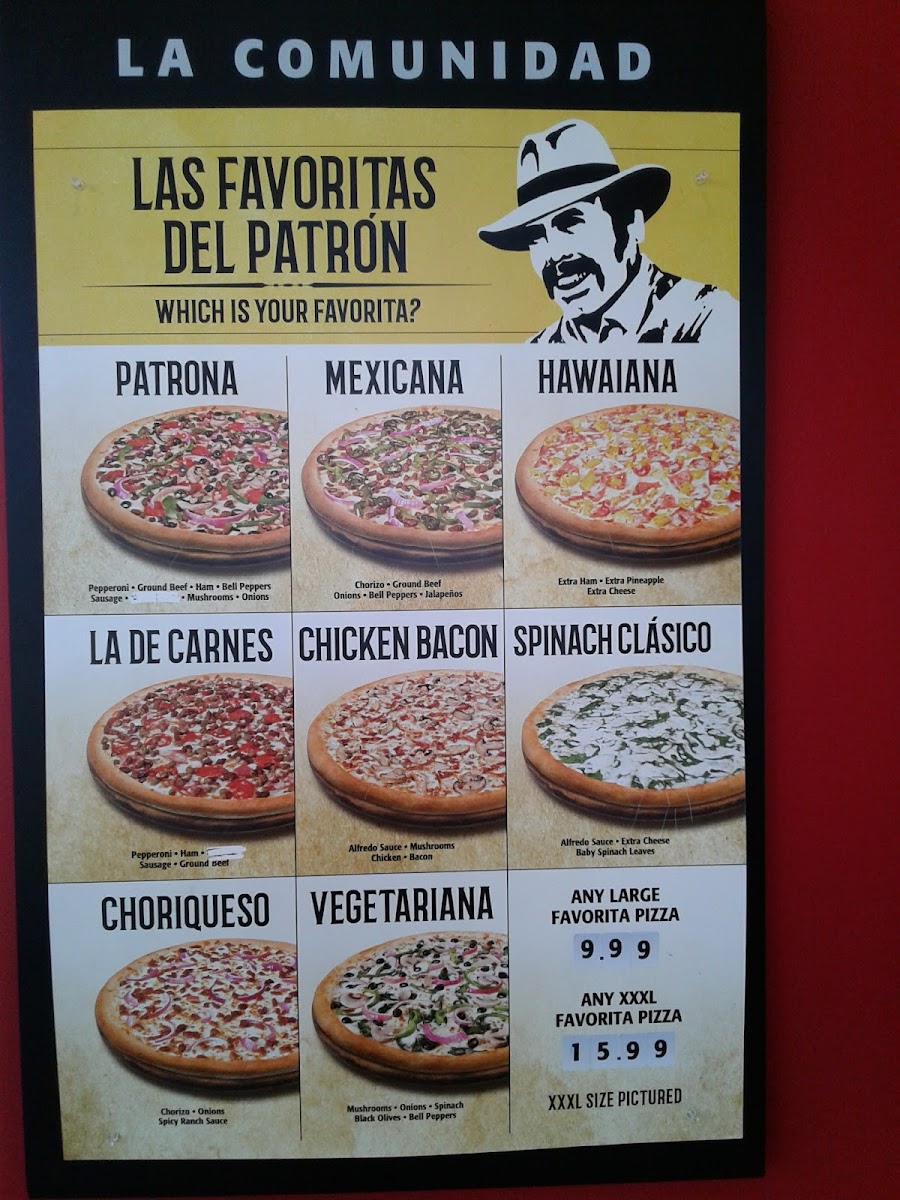 LA COMUNIDAD
LAS FAVORITAS
DEL PATRÓN
WHICH IS YOUR FAVORITA?
PATRONA
Pepperoni • Ground Beef • Ham • Bell Peppers
Sausage • • Mushrooms • Onions
MEXICANA
Chorizo • Ground Beef
Onions • Bell Peppers • Jalapeños
HAWAIANA
Extra Ham • Extra Pineapple
Extra Cheese
LA DE CARNES
Pepperoni • Ham •
Sausage • Ground Beef
CHICKEN BACON
Alfredo Sauce • Mushrooms
Chicken • Bacon
SPINACH CLÁSICO
Alfredo Sauce • Extra Cheese
Baby Spinach Leaves
CHORIQUESO
Chorizo • Onions
Spicy Ranch Sauce
VEGETARIANA
Mushrooms • Onions • Spinach
Black Olives • Bell Peppers
ANY LARGE
FAVORITA PIZZA
9.99
ANY XXXL
FAVORITA PIZZA
15.99
XXXL SIZE PICTURED